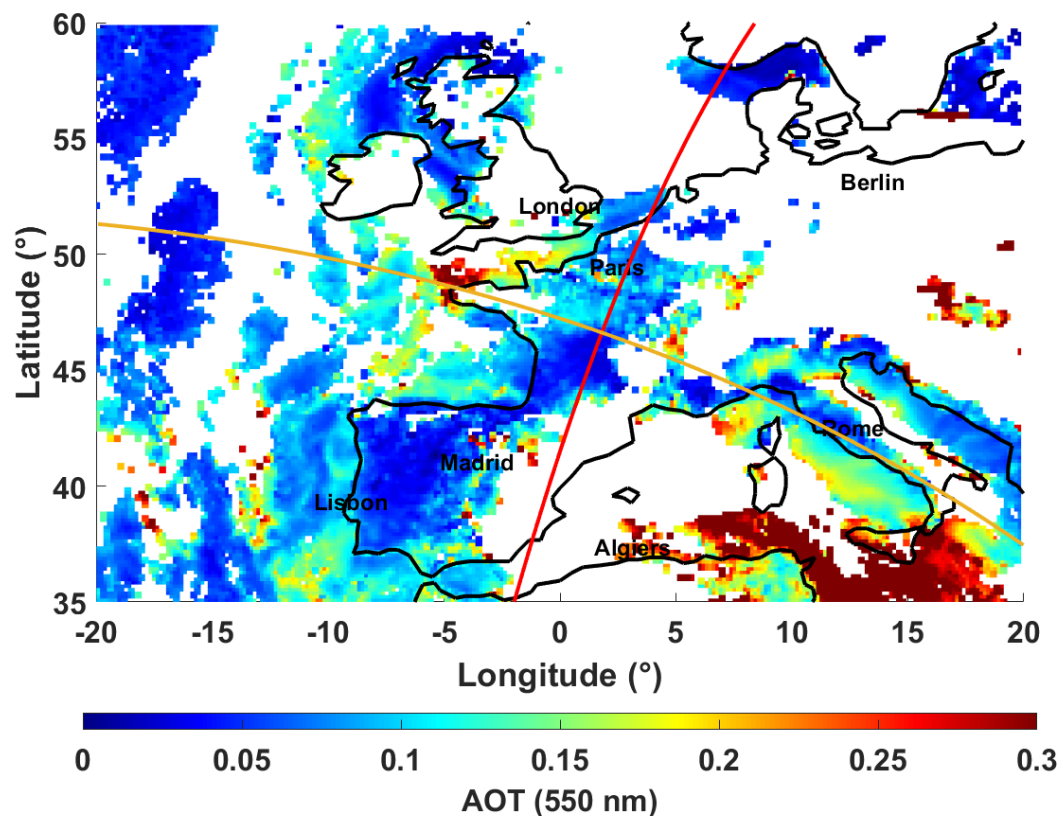 60
55
50
45
40
35
Latitude (°)
Berlin
London
Paris
Rome
Madrid
Lisbon
Algiers
-20 -15 -10 -5 0 5 10 15 20
Longitude (°)
0 0.05 0.1 0.15 0.2 0.25 0.3
AOT (550 nm)